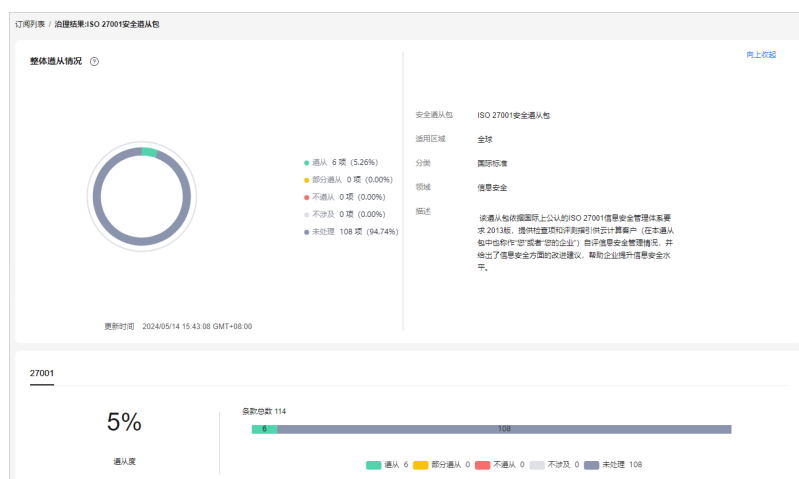 订阅列表 / 治理结果:ISO 27001安全遵从包
整体遵从情况
向上收起
遵从 6 项 (5.26%)
部分遵从 0 项 (0.00%)
不遵从 0 项 (0.00%)
不涉及 0 项 (0.00%)
未处理 108 项 (94.74%)
更新时间 2024/05/14 15:43:08 GMT+08:00
安全遵从包 ISO 27001安全遵从包
适用区域 全球
分类 国际标准
领域 信息安全
描述 该遵从包依据国际上公认的ISO 27001信息安全管理体系要
求 2013版，提供检查项和评测指引供云计算客户（在本遵从
包中也称作“您”或者“您的企业”）自评信息安全管理情况，并
给出了信息安全方面的改进建议，帮助企业提升信息安全水
平。
27001
5%
遵从度
条款总数 114
6 108
遵从 6 部分遵从 0 不遵从 0 不涉及 0 未处理 108